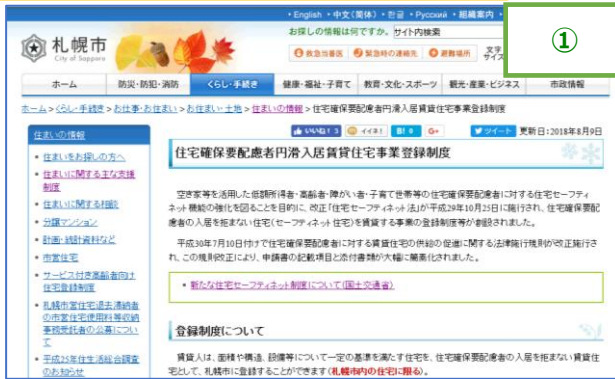 ・English ・中文(简体) ・한글 ・Русский ・組織案内
お探しの情報は何ですか。 サイト内検索
①
札幌市
City of Sapporo
救急当番医 緊急時の連絡先 避難場所 文字サイズ
ホーム 防災・防犯・消防 くらし・手続き 健康・福祉・子育て 教育・文化・スポーツ 観光・産業・ビジネス 市政情報
ホーム>くらし・手続き>お仕事・お住まい>お住まい・土地>住まいの情報>住宅確保要配慮者円滑入居賃貸住宅事業登録制度
いいね! 3 イイネ! B! 0 G+ ツイート 更新日:2018年8月9日
住まいの情報
・住まいをお探しの方へ
・住まいに関する主な支援制度
・住まいに関する相談
・分譲マンション
・計画・統計資料など
・市営住宅
・サービス付き高齢者向け住宅登録制度
・札幌市営住宅退去滞納者の市営住宅使用料等収納事務受託者の公募について
・平成25年住生活総合調査のお知らせ
住宅確保要配慮者円滑入居賃貸住宅事業登録制度
空き家等を活用した低額所得者・高齢者・障がい者・子育て世帯等の住宅確保要配慮者に対する住宅セーフティ
ネット機能の強化を図ることを目的に、改正「住宅セーフティネット法」が平成29年10月25日に施行され、住宅確保要配慮
者の入居を拒まない住宅(セーフティネット住宅)を賃貸する事業の登録制度等が創設されました。
平成30年7月10日付けで住宅確保要配慮者に対する賃貸住宅の供給の促進に関する法律施行規則が改正施行さ
れ、この規則改正により、申請書の記載項目と添付書類が大幅に簡素化されました。
・新たな住宅セーフティネット制度について(国土交通省)
登録制度について
賃貸人は、面積や構造、設備等について一定の基準を満たす住宅を、住宅確保要配慮者の入居を拒まない賃貸住
宅として、札幌市に登録することができます(札幌市内の住宅に限る)。